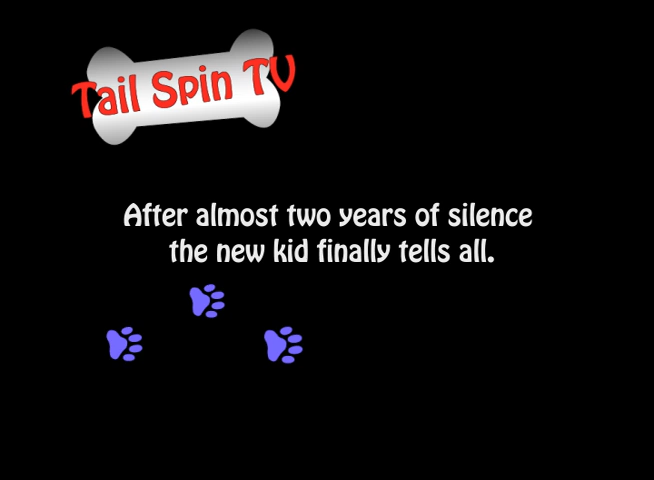 Tail Spin TV
After almost two years of silence
the new kid finally tells all.